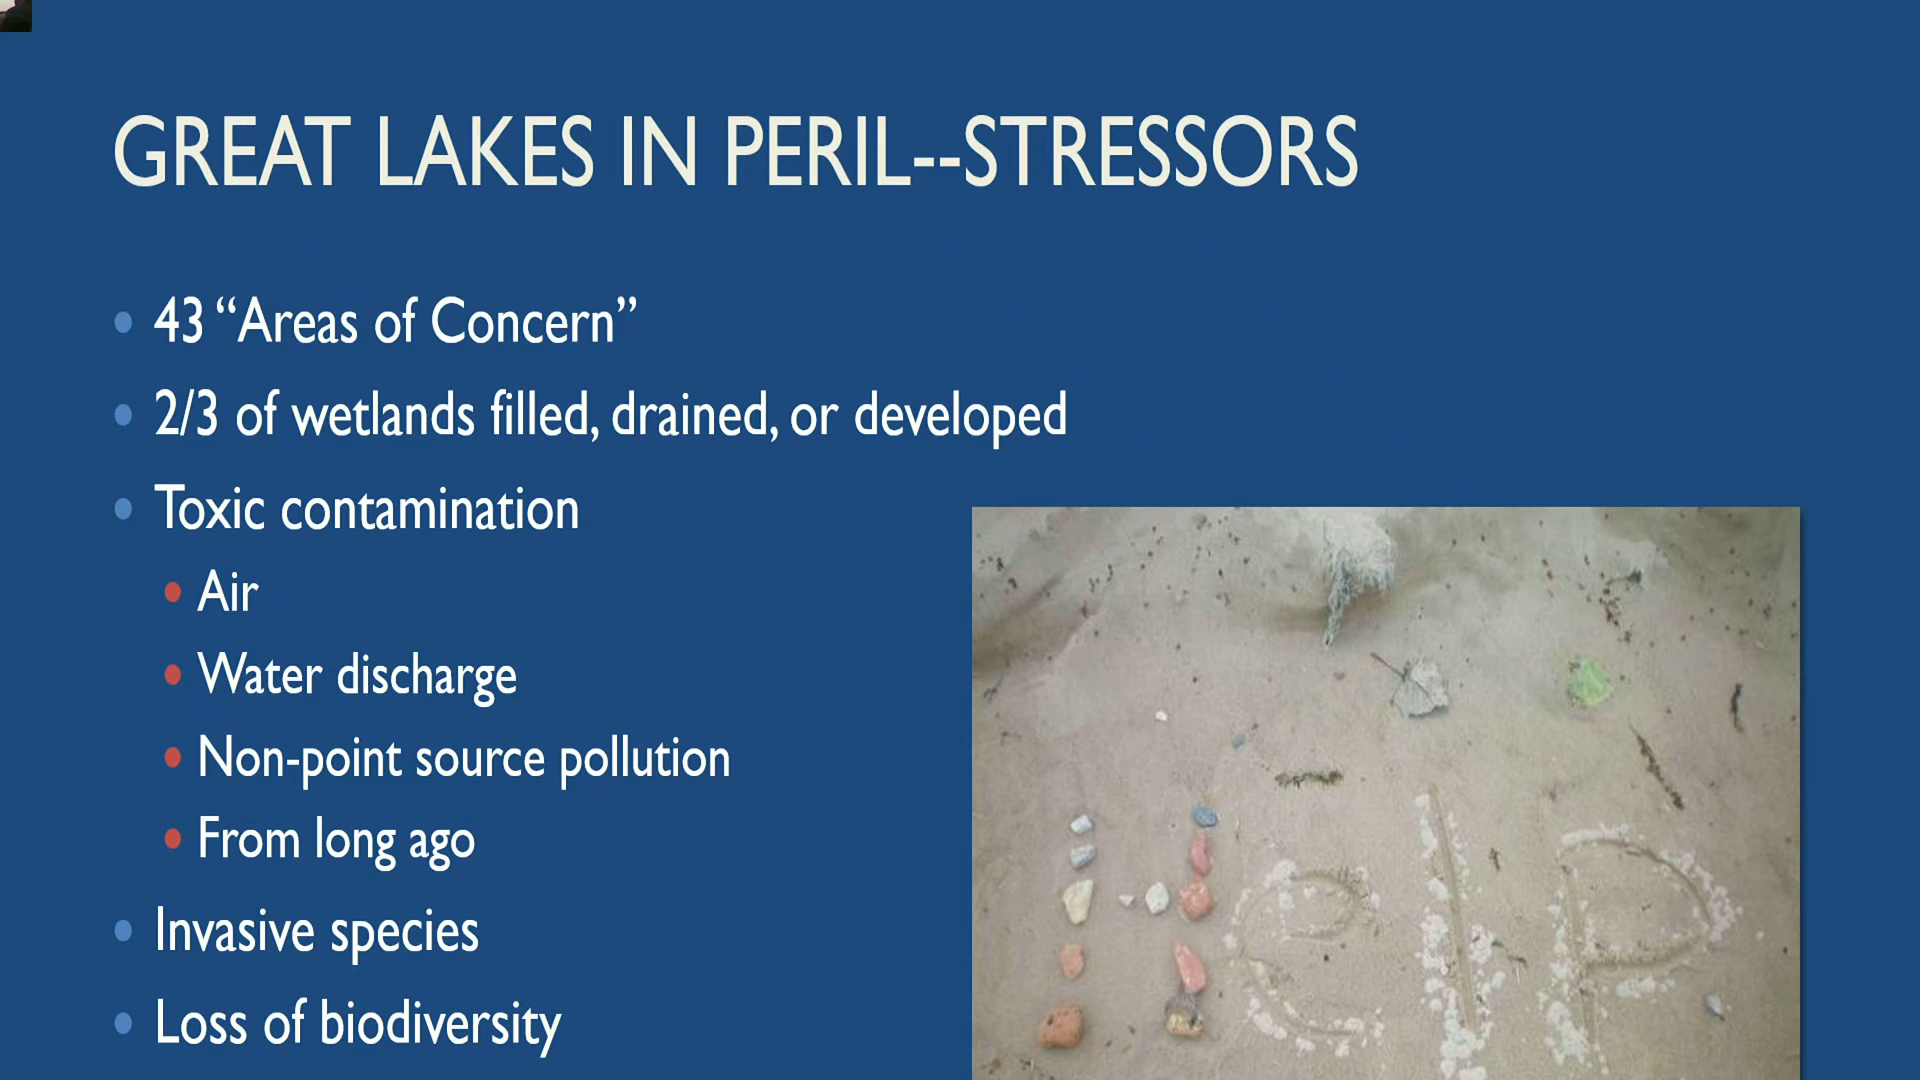 GREAT LAKES IN PERIL--STRESSORS
43 “Areas of Concern”
2/3 of wetlands filled, drained, or developed
Toxic contamination
Air
Water discharge
Non-point source pollution
From long ago
Invasive species
Loss of biodiversity
Help